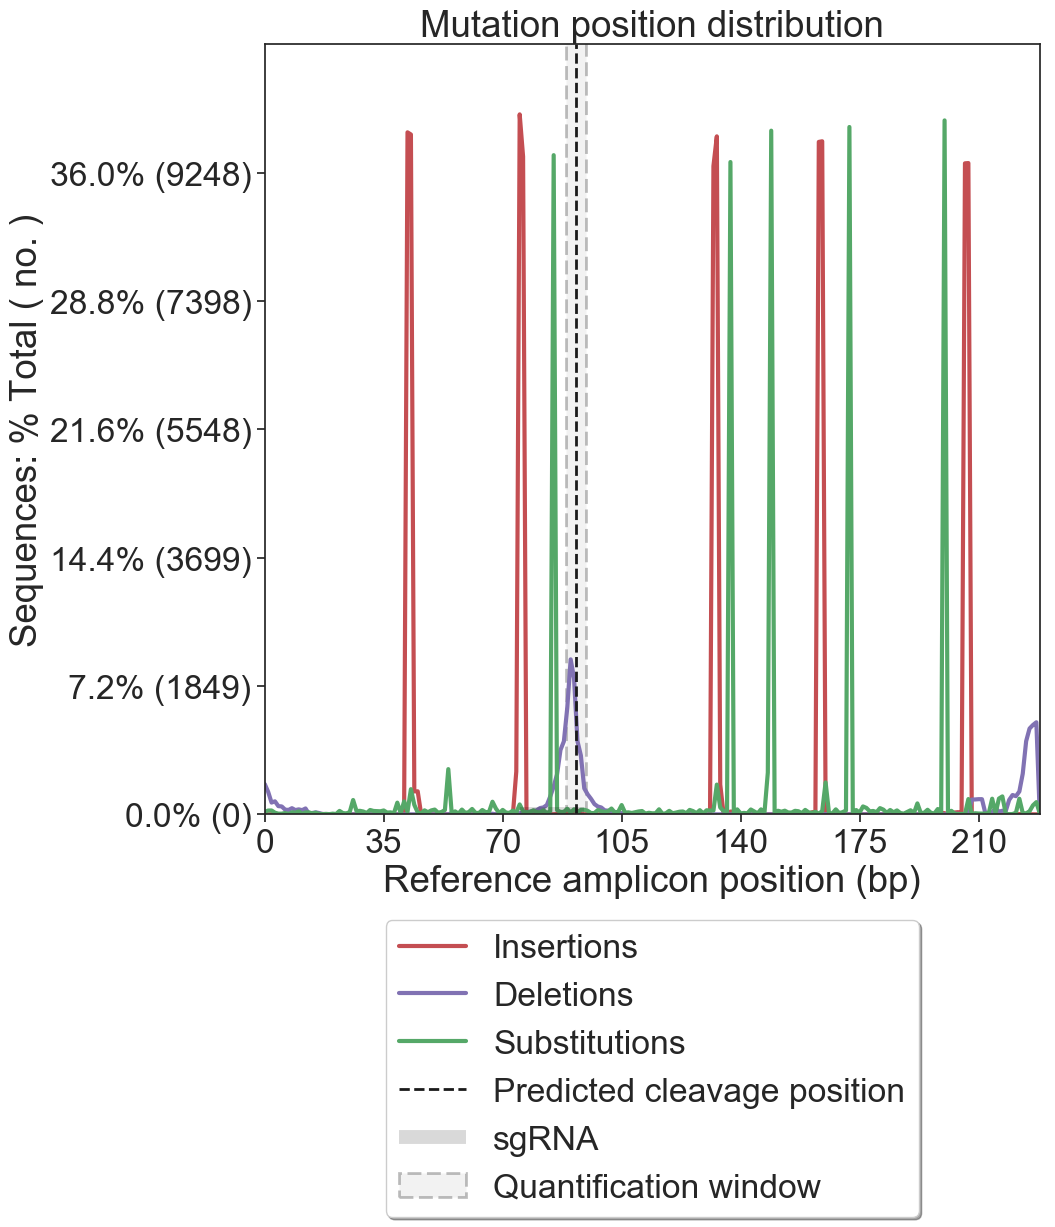 Mutation position distribution
Sequences: % Total ( no. )
36.0% (9248)
28.8% (7398)
21.6% (5548)
14.4% (3699)
7.2% (1849)
0.0% (0)
0 35 70 105 140 175 210
Reference amplicon position (bp)
Insertions
Deletions
Substitutions
Predicted cleavage position
sgRNA
Quantification window